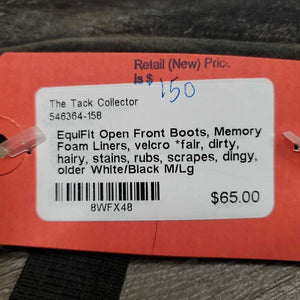 Retail (New) Price
Is $ 150
The Tack Collector
546364-158
EquiFit Open Front Boots, Memory
Foam Liners, velcro *fair, dirty,
hairy, stains, rubs, scrapes, dingy,
older White/Black M/Lg
$65.00
8WFX48